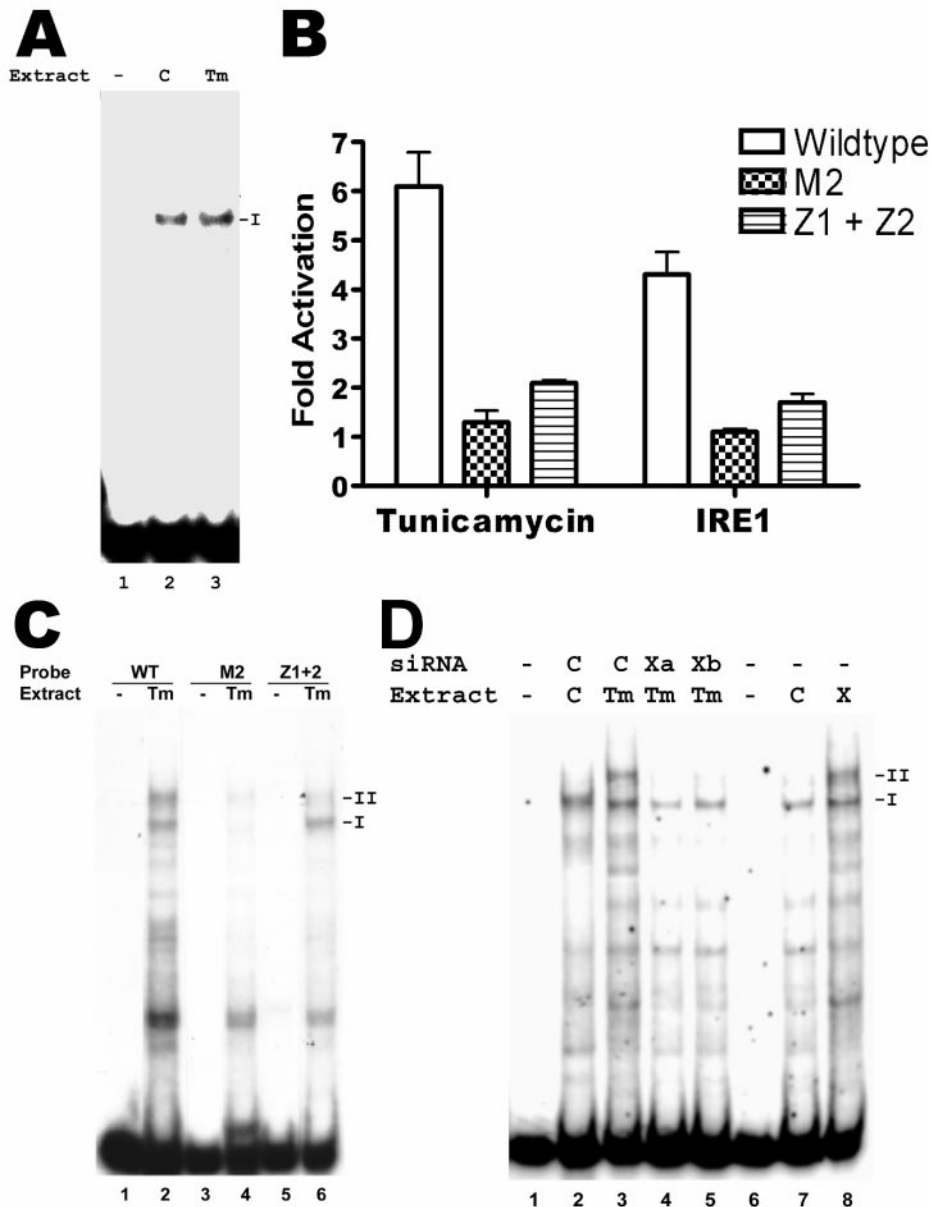 A
Extract - C Tm
-I
1 2 3
B
Fold Activation
7
6
5
4
3
2
1
0
Wildtype
M2
Z1 + Z2
Tunicamycin IRE1
C
Probe WT M2 Z1+2
Extract - Tm - Tm - Tm
-II
-I
1 2 3 4 5 6
D
siRNA - C C Xa Xb - - -
Extract - C Tm Tm Tm - C X
-II
-I
1 2 3 4 5 6 7 8